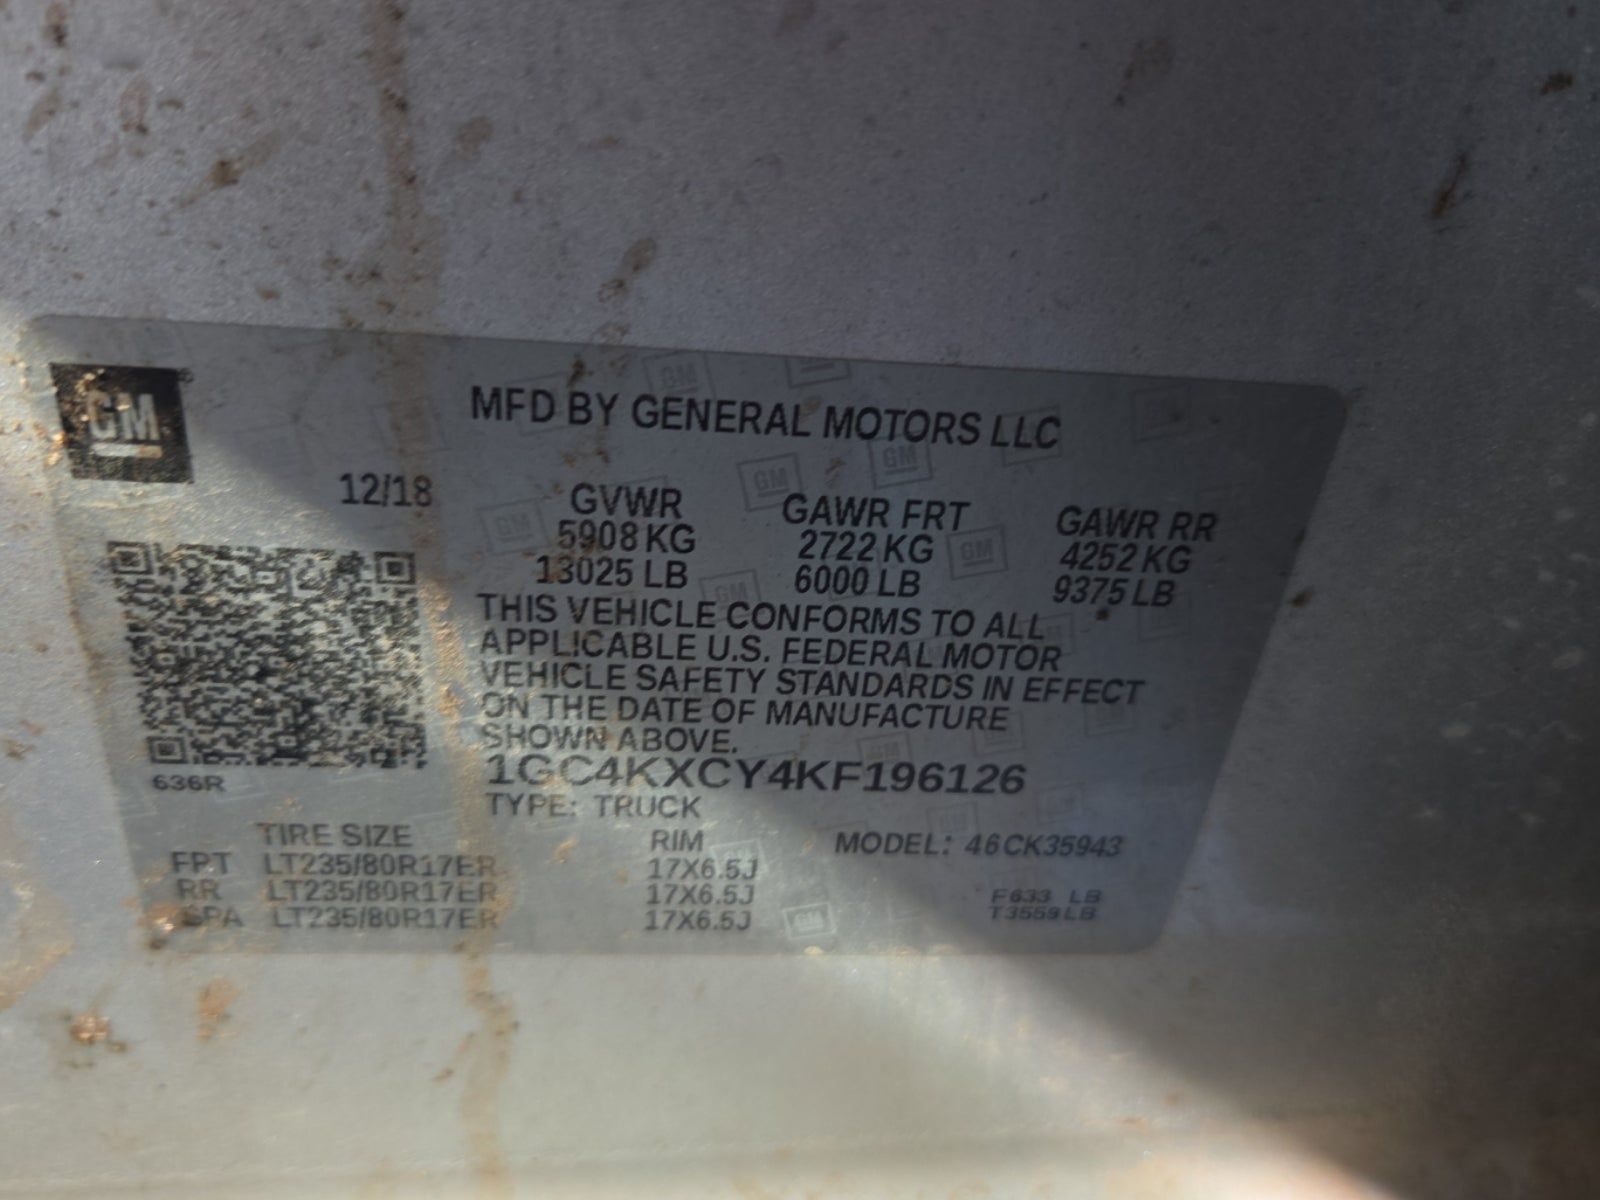 GM
MFD BY GENERAL MOTORS LLC
12/18
GVWR GAWR FRT GAWR RR
5908 KG 2722 KG 4252 KG
13025 LB 6000 LB 9375 LB
THIS VEHICLE CONFORMS TO ALL
APPLICABLE U.S. FEDERAL MOTOR
VEHICLE SAFETY STANDARDS IN EFFECT
ON THE DATE OF MANUFACTURE
SHOWN ABOVE.
1GC4KXCY4KF196126
636R
TYPE: TRUCK
TIRE SIZE RIM MODEL: 46CK35943
FPT LT235/80R17ER 17X6.5J
RR LT235/80R17ER 17X6.5J F633 LB
SPA LT235/80R17ER 17X6.5J T3559LB